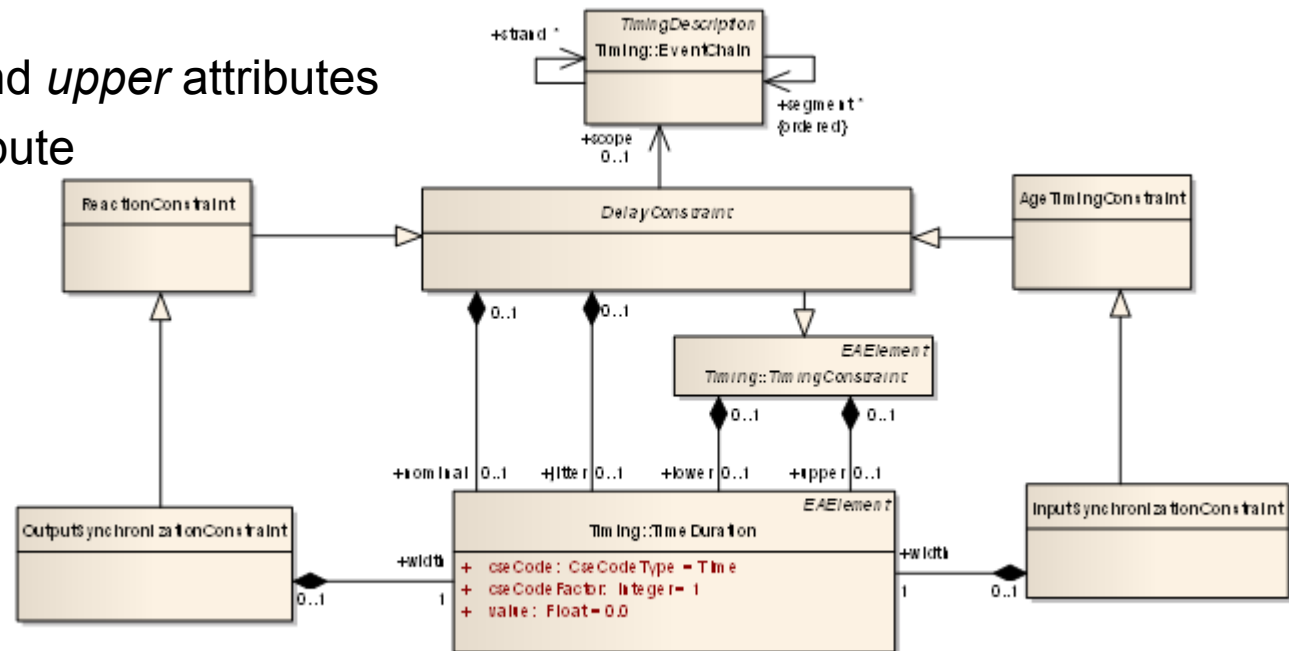 nd upper attributes
bute
TimingDescription
Timing::EventChain
+strand *
+segment *
{ordered}
+scope
0..1
ReactionConstraint
DelayConstraint
AgeTimingConstraint
0..1
0..1
EAElement
Timing::TimingConstraint
0..1
0..1
+nominal
0..1
+jitter
0..1
+lower
0..1
+upper
0..1
OutputSynchronizationConstraint
EAElement
Timing::TimeDuration
+ cseCode: CseCodeType = Time
+ cseCodeFactor: Integer = 1
+ value: Float = 0.0
InputSynchronizationConstraint
+width
0..1
1
+width
1
0..1